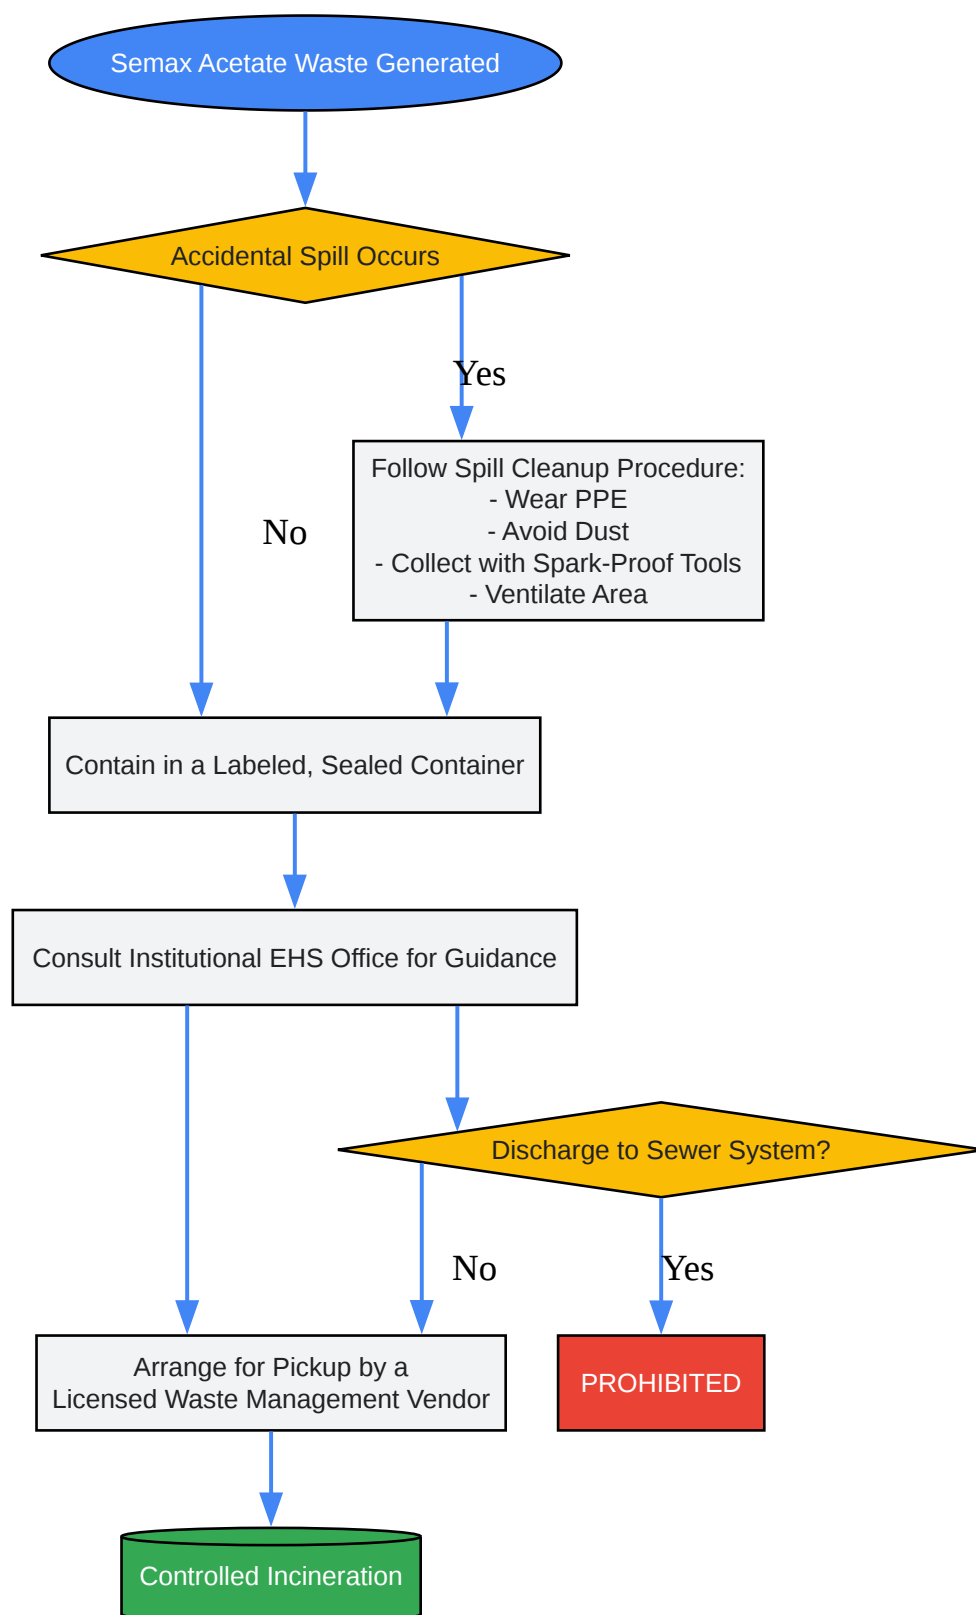 Semax Acetate Waste Generated
Accidental Spill Occurs
Yes
Follow Spill Cleanup Procedure:
- Wear PPE
- Avoid Dust
- Collect with Spark-Proof Tools
- Ventilate Area
No
Contain in a Labeled, Sealed Container
Consult Institutional EHS Office for Guidance
Discharge to Sewer System?
No
Yes
Arrange for Pickup by a
Licensed Waste Management Vendor
PROHIBITED
Controlled Incineration